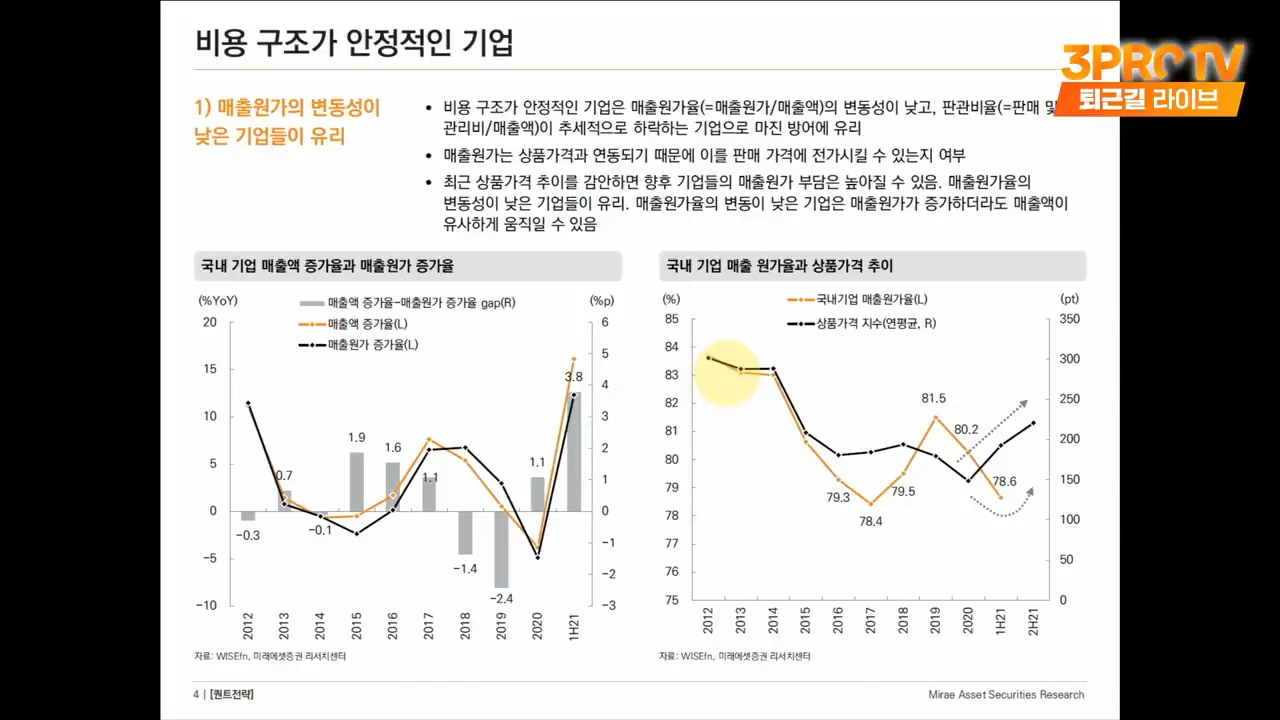 비용 구조가 안정적인 기업
3PRO TV
퇴근길 라이브
1) 매출원가의 변동성이
낮은 기업들이 유리
• 비용 구조가 안정적인 기업은 매출원가율(=매출원가/매출액)의 변동성이 낮고, 판관비율(=판매 및
관리비/매출액)이 추세적으로 하락하는 기업으로 마진 방어에 유리
• 매출원가는 상품가격과 연동되기 때문에 이를 판매 가격에 전가시킬 수 있는지 여부
• 최근 상품가격 추이를 감안하면 향후 기업들의 매출원가 부담은 높아질 수 있음. 매출원가율의
변동성이 낮은 기업들이 유리. 매출원가율의 변동이 낮은 기업은 매출원가가 증가하더라도 매출액이
유사하게 움직일 수 있음
국내 기업 매출액 증가율과 매출원가 증가율
(%YoY)
(%p)
매출액 증가율-매출원가 증가율 gap(R)
매출액 증가율(L)
매출원가 증가율(L)
20
15
10
5
0
-5
-10
6
5
4
3
2
1
0
-1
-2
-3
-0.3
0.7
-0.1
1.9
1.6
1.1
-1.4
-2.4
1.1
3.8
2012
2013
2014
2015
2016
2017
2018
2019
2020
1H21
자료: WISEfn, 미래에셋증권 리서치센터
국내 기업 매출 원가율과 상품가격 추이
(%)
(pt)
국내기업 매출원가율(L)
상품가격 지수(연평균, R)
85
84
83
82
81
80
79
78
77
76
75
350
300
250
200
150
100
50
0
79.3
78.4
79.5
81.5
80.2
78.6
2012
2013
2014
2015
2016
2017
2018
2019
2020
1H21
2H21
자료: WISEfn, 미래에셋증권 리서치센터
4 | [퀀트전략]
Mirae Asset Securities Research